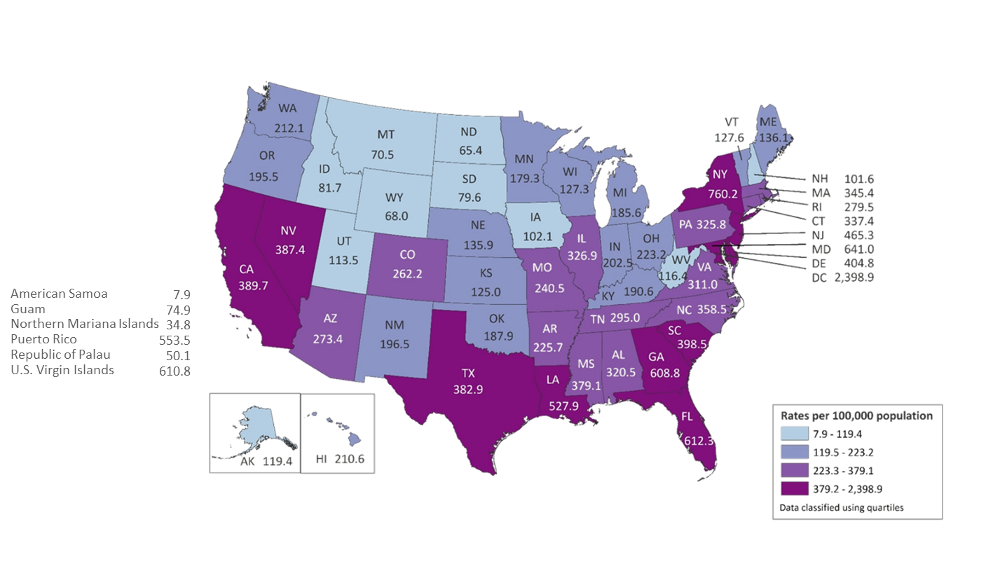 WA
212.1
OR
195.5
CA
389.7
NV
387.4
ID
81.7
MT
70.5
WY
68.0
UT
113.5
AZ
273.4
CO
262.2
NM
196.5
ND
65.4
SD
79.6
NE
135.9
KS
125.0
OK
187.9
TX
382.9
MN
179.3
IA
102.1
MO
240.5
AR
225.7
LA
527.9
WI
127.3
IL
326.9
MI
185.6
IN
202.5
OH
223.2
KY 190.6
TN 295.0
MS
379.1
AL
320.5
GA
608.8
FL
612.3
SC
398.5
NC 358.5
VA
311.0
WV
116.4
PA 325.8
NY
760.2
VT
127.6
ME
136.1
NH 101.6
MA 345.4
RI 279.5
CT 337.4
NJ 465.3
MD 641.0
DE 404.8
DC 2,398.9
American Samoa 7.9
Guam 74.9
Northern Mariana Islands 34.8
Puerto Rico 553.5
Republic of Palau 50.1
U.S. Virgin Islands 610.8
AK 119.4
HI 210.6
Rates per 100,000 population
7.9 - 119.4
119.5 - 223.2
223.3 - 379.1
379.2 - 2,398.9
Data classified using quartiles